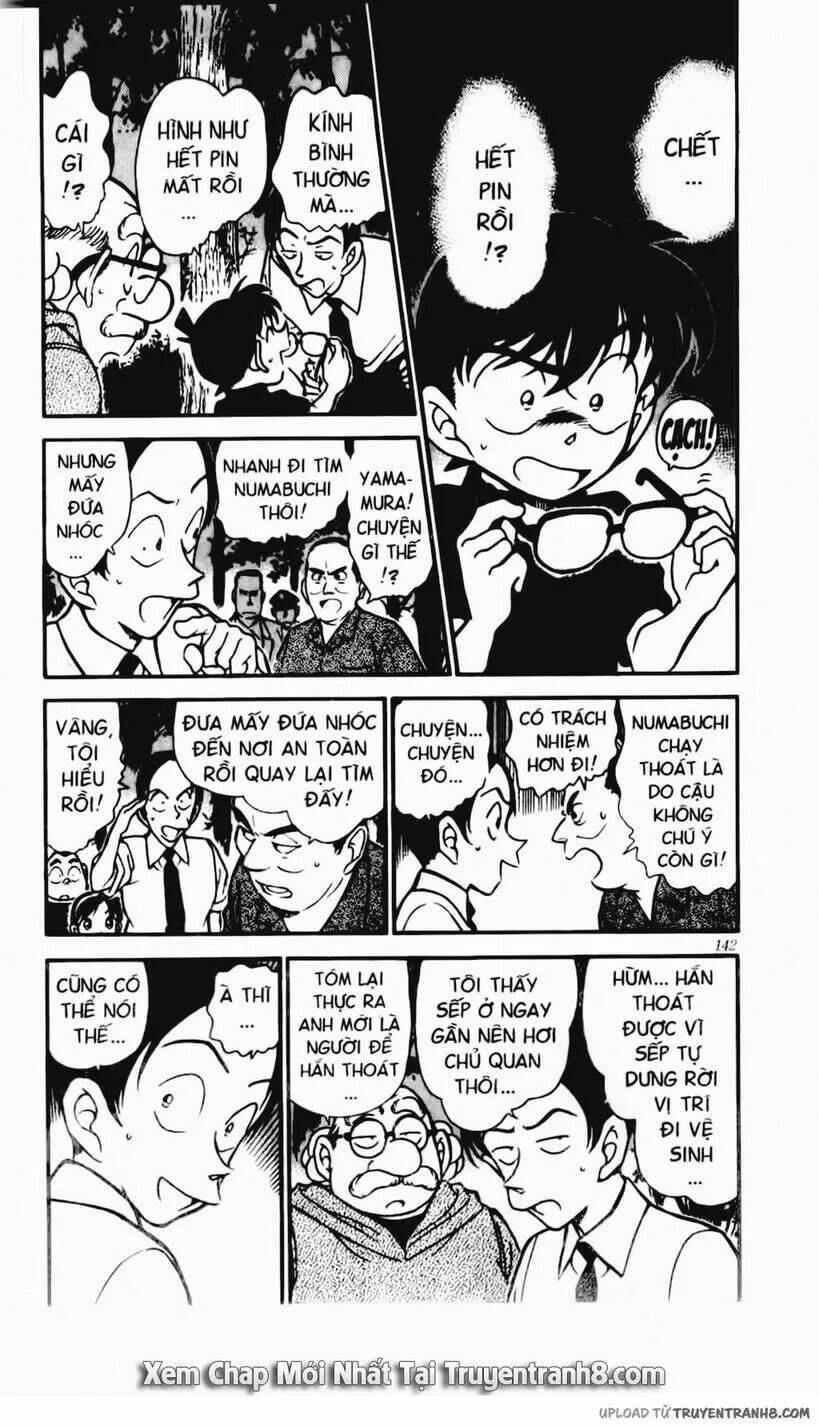 CHẾT
...
HẾT
PIN
RỒI
!?
CẠCH!
KÍNH
BÌNH
THƯỜNG
MÀ...
HÌNH NHƯ
HẾT PIN
MẤT RỒI
...
CÁI
GÌ
!?
YAMA-
MURA!
CHUYỆN
GÌ THẾ
!?
NHANH ĐI TÌM
NUMABUCHI
THÔI!
NHƯNG
MẤY
ĐỨA
NHÓC
...
NUMABUCHI
CHẠY
THOÁT LÀ
DO CẬU
KHÔNG
CHÚ Ý
CÒN GÌ!
CÓ TRÁCH
NHIỆM
HƠN ĐI!
CHUYỆN...
CHUYỆN
ĐÓ...
ĐƯA MẤY ĐỨA NHÓC
ĐẾN NƠI AN TOÀN
RỒI QUAY LẠI TÌM
ĐẤY!
VÂNG,
TÔI
HIỂU
RỒI!
142
HỪM... HẮN
THOÁT
ĐƯỢC VÌ
SẾP TỰ
DƯNG RỜI
VỊ TRÍ
ĐI VỆ
SINH
...
TÔI THẤY
SẾP Ở NGAY
GẦN NÊN HƠI
CHỦ QUAN
THÔI...
TÓM LẠI
THỰC RA
ANH MỚI LÀ
NGƯỜI ĐỂ
HẮN THOÁT
...
À THÌ
...
CŨNG CÓ
THỂ NÓI
THẾ...
Xem Chap Mới Nhất Tại Truyentranh8.com
UPLOAD TỪ TRUYENTRANH8.COM